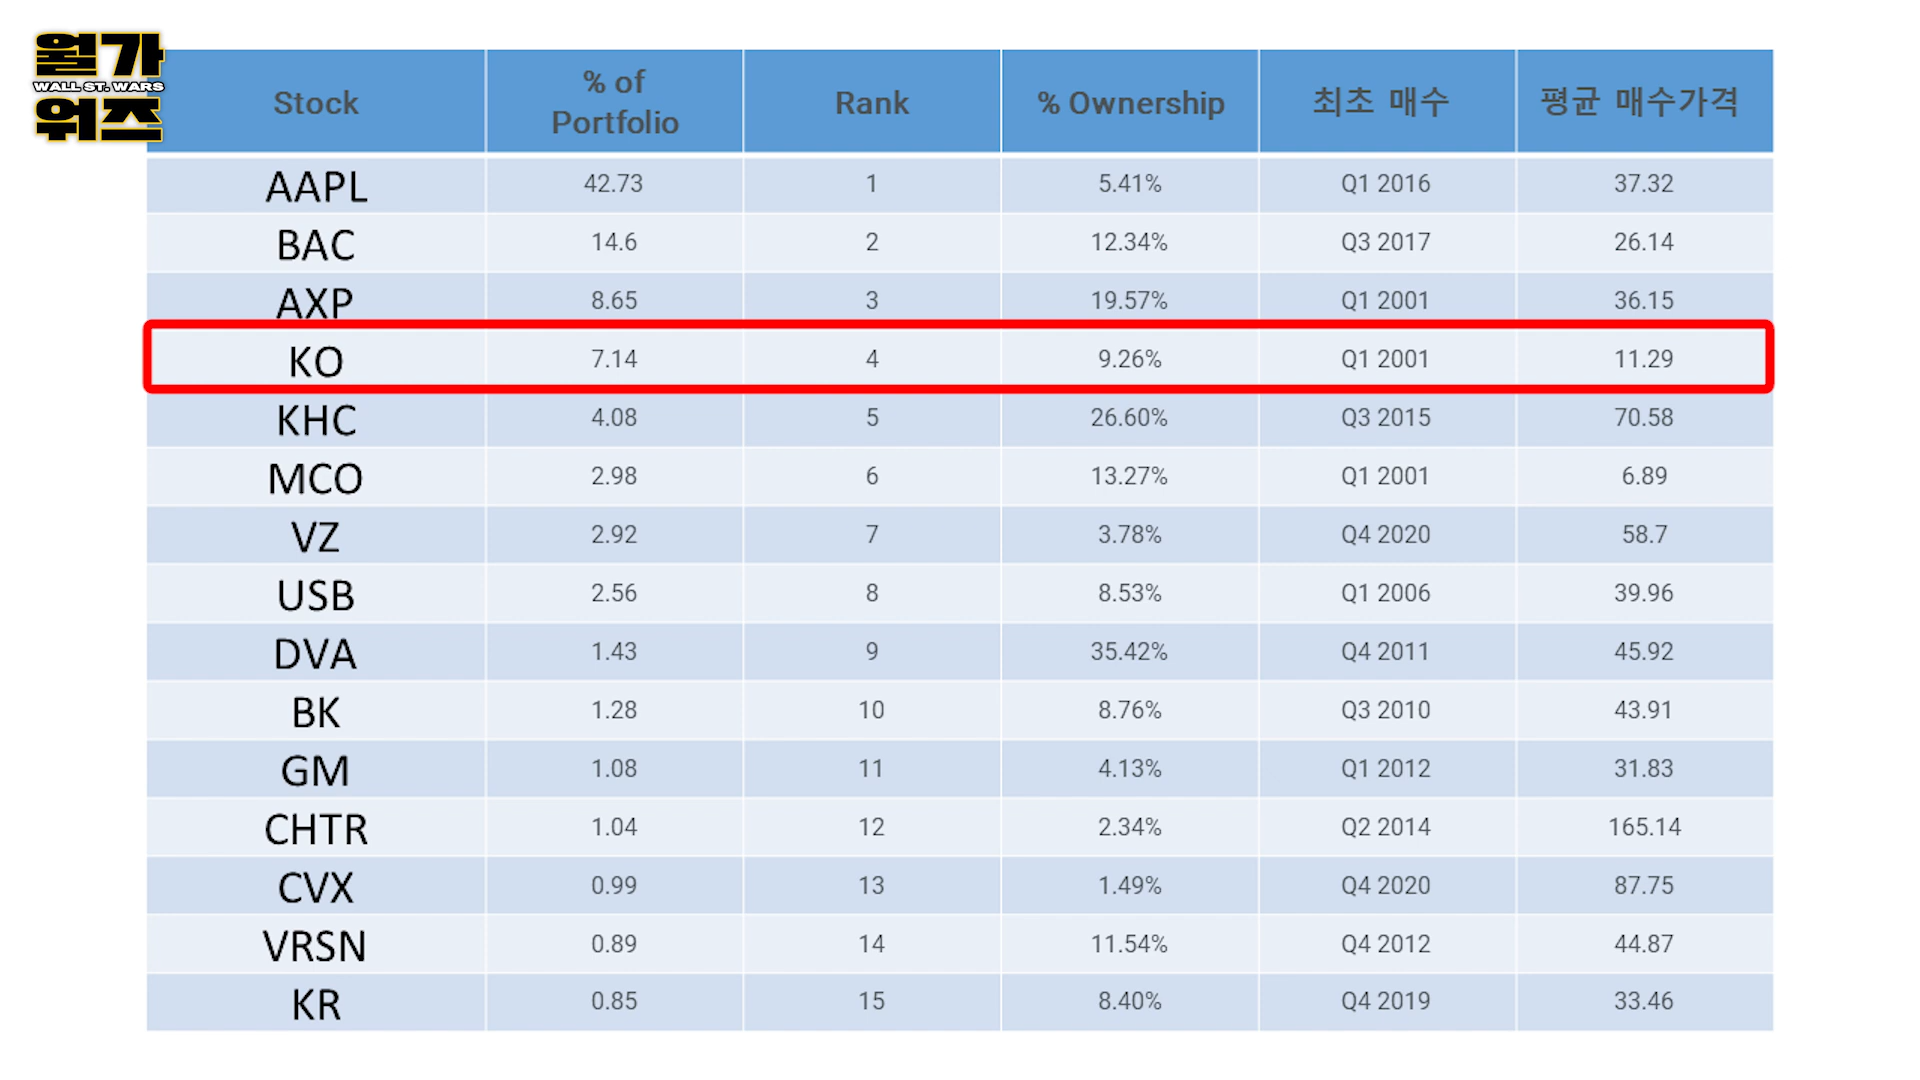 월가
WALL ST. WARS
워즈
Stock % of Portfolio Rank % Ownership 최초 매수 평균 매수가격
AAPL 42.73 1 5.41% Q1 2016 37.32
BAC 14.6 2 12.34% Q3 2017 26.14
AXP 8.65 3 19.57% Q1 2001 36.15
KO 7.14 4 9.26% Q1 2001 11.29
KHC 4.08 5 26.60% Q3 2015 70.58
MCO 2.98 6 13.27% Q1 2001 6.89
VZ 2.92 7 3.78% Q4 2020 58.7
USB 2.56 8 8.53% Q1 2006 39.96
DVA 1.43 9 35.42% Q4 2011 45.92
BK 1.28 10 8.76% Q3 2010 43.91
GM 1.08 11 4.13% Q1 2012 31.83
CHTR 1.04 12 2.34% Q2 2014 165.14
CVX 0.99 13 1.49% Q4 2020 87.75
VRSN 0.89 14 11.54% Q4 2012 44.87
KR 0.85 15 8.40% Q4 2019 33.46